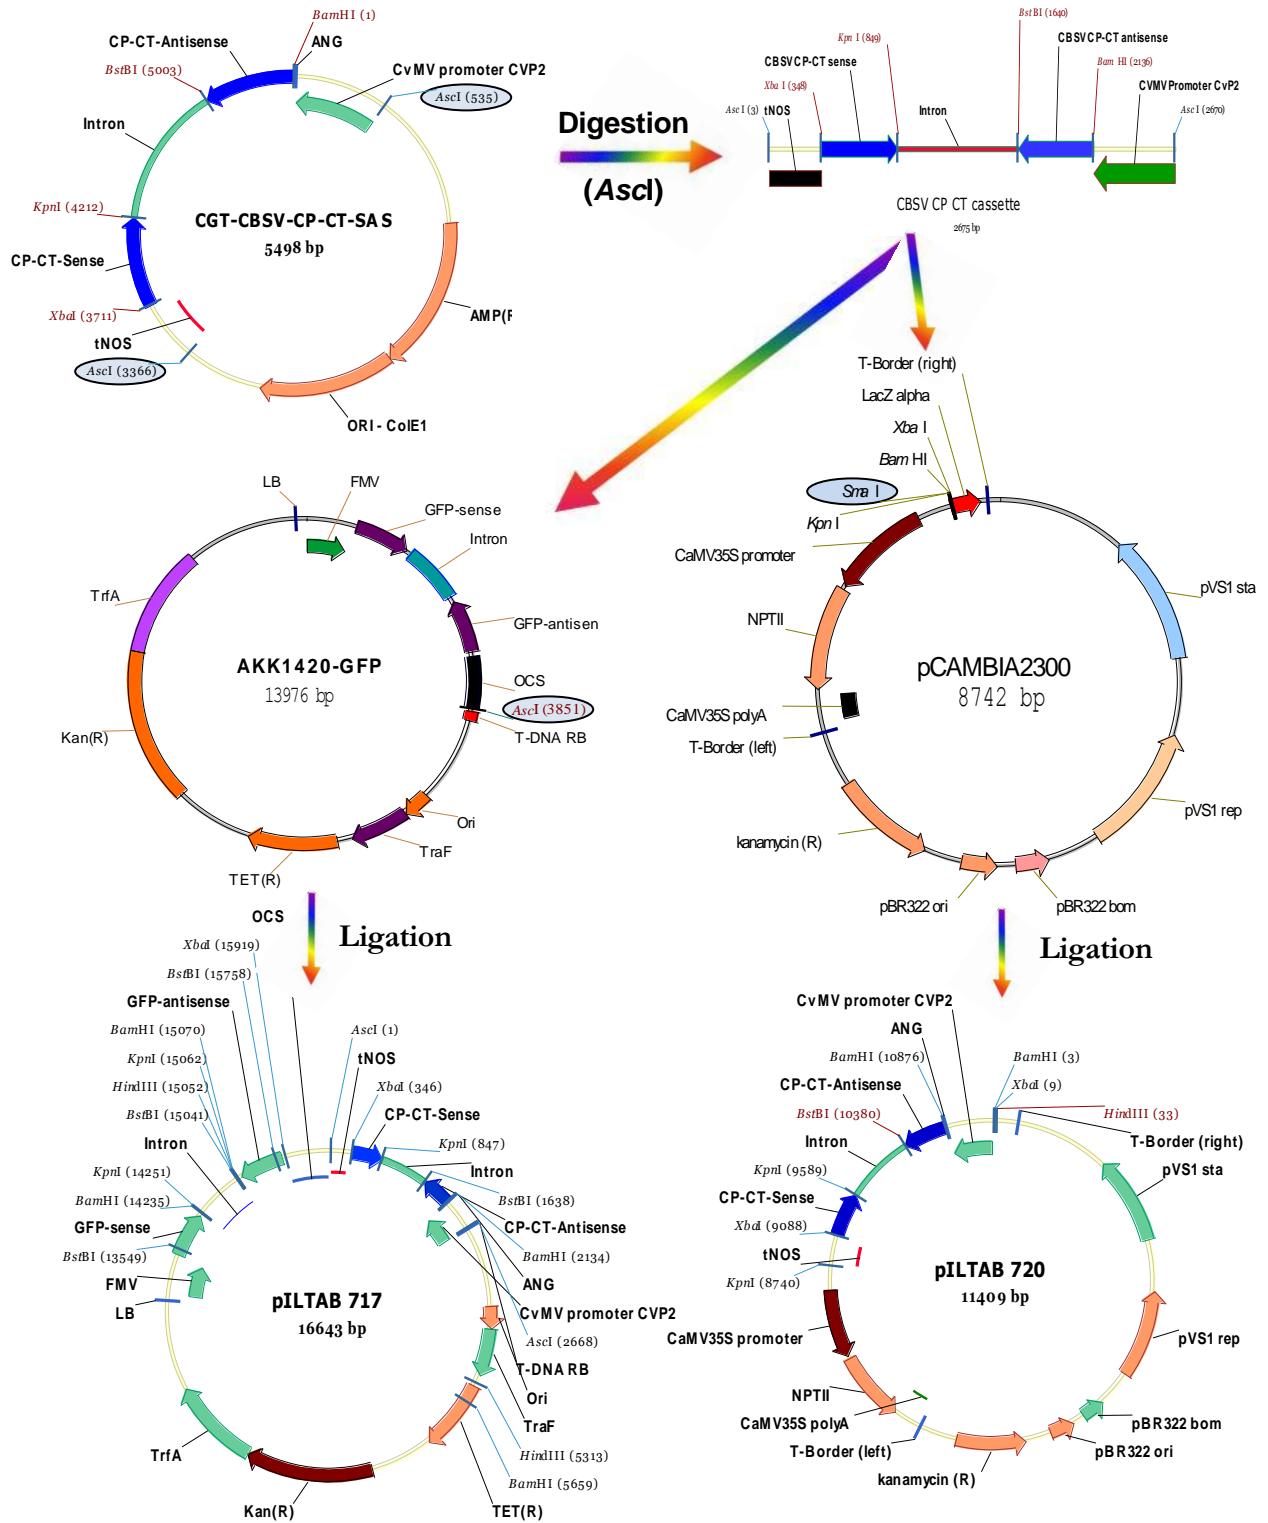 BamHI (1)
CP-CT-Antisense
ANG
BstBI (5003)
CvMV promoter CVP2
AscI (535)
Intron
KpnI (4212)
CGT-CBSV-CP-CT-SAS
5498 bp
CP-CT-Sense
XbaI (3711)
AMP(F
tNOS
AscI (3366)
ORI - ColE1
Digestion
(AscI)
BstBI (1640)
Kpn I (849)
CBSV CP-CT antisense
CBSVCP-CT sense
Bam HI (2136)
Xba I (348)
CVMV Promoter CvP2
Asc I (3)
tNOS
Intron
Asc I (2670)
CBSV CP CT cassette
2675 bp
LB
FMV
GFP-sense
Intron
TrfA
GFP-antisen
AKK1420-GFP
13976 bp
OCS
AscI (3851)
T-DNA RB
Kan(R)
Ori
TraF
TET(R)
T-Border (right)
LacZ alpha
Xba I
Bam HI
Sma I
Kpn I
CaMV35S promoter
pVS1 sta
NPTII
pCAMBIA2300
8742 bp
CaMV35S polyA
T-Border (left)
pVS1 rep
kanamycin (R)
pBR322 ori
pBR322 bom
Ligation
Ligation
OCS
XbaI (15919)
BstBI (15758)
GFP-antisense
BamHI (15070)
AscI (1)
KpnI (15062)
tNOS
HindIII (15052)
XbaI (346)
BstBI (15041)
CP-CT-Sense
Intron
KpnI (847)
KpnI (14251)
Intron
BamHI (14235)
BstBI (1638)
GFP-sense
CP-CT-Antisense
BstBI (13549)
BamHI (2134)
FMV
ANG
LB
pILTAB 717
16643 bp
CvMV promoter CVP2
AscI (2668)
T-DNA RB
Ori
TraF
TrfA
HindIII (5313)
BamHI (5659)
Kan(R)
TET(R)
CvMV promoter CVP2
ANG
BamHI (10876)
BamHI (3)
CP-CT-Antisense
XbaI (9)
BstBI (10380)
HindIII (33)
Intron
T-Border (right)
KpnI (9589)
pVS1 sta
CP-CT-Sense
XbaI (9088)
tNOS
KpnI (8740)
pILTAB 720
11409 bp
CaMV35S promoter
pVS1 rep
NPTII
CaMV35S polyA
pBR322 bom
T-Border (left)
pBR322 ori
kanamycin (R)